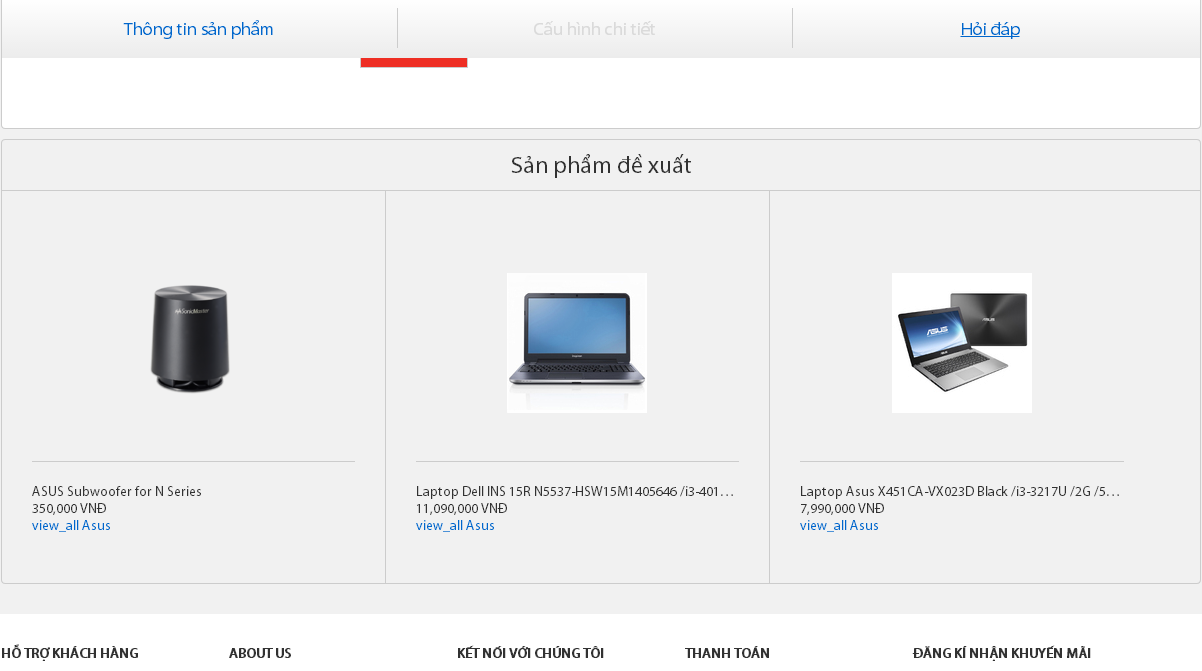 Thông tin sản phẩm
Cấu hình chi tiết
Hỏi đáp
Sản phẩm đề xuất
SonicMaster
ASUS
ASUS Subwoofer for N Series
350,000 VNĐ
view_all Asus
Laptop Dell INS 15R N5537-HSW15M1405646 /i3-401...
11,090,000 VNĐ
view_all Asus
Laptop Asus X451CA-VX023D Black /i3-3217U /2G /5...
7,990,000 VNĐ
view_all Asus
HỖ TRỢ KHÁCH HÀNG
ABOUT US
KẾT NỐI VỚI CHÚNG TÔI
THANH TOÁN
ĐĂNG KÍ NHẬN KHUYẾN MÃI